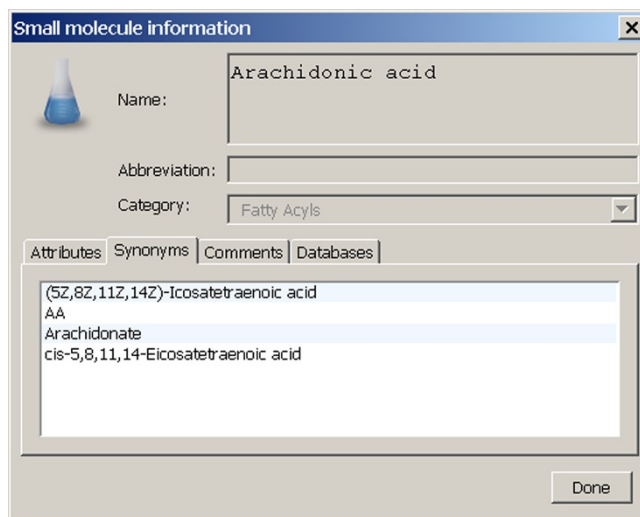 Small molecule information
Name:
Arachidonic acid
Abbreviation:
Category:
Fatty Acyls
Attributes Synonyms Comments Databases
(5Z,8Z,11Z,14Z)-Icosatetraenoic acid
AA
Arachidonate
cis-5,8,11,14-Eicosatetraenoic acid
Done